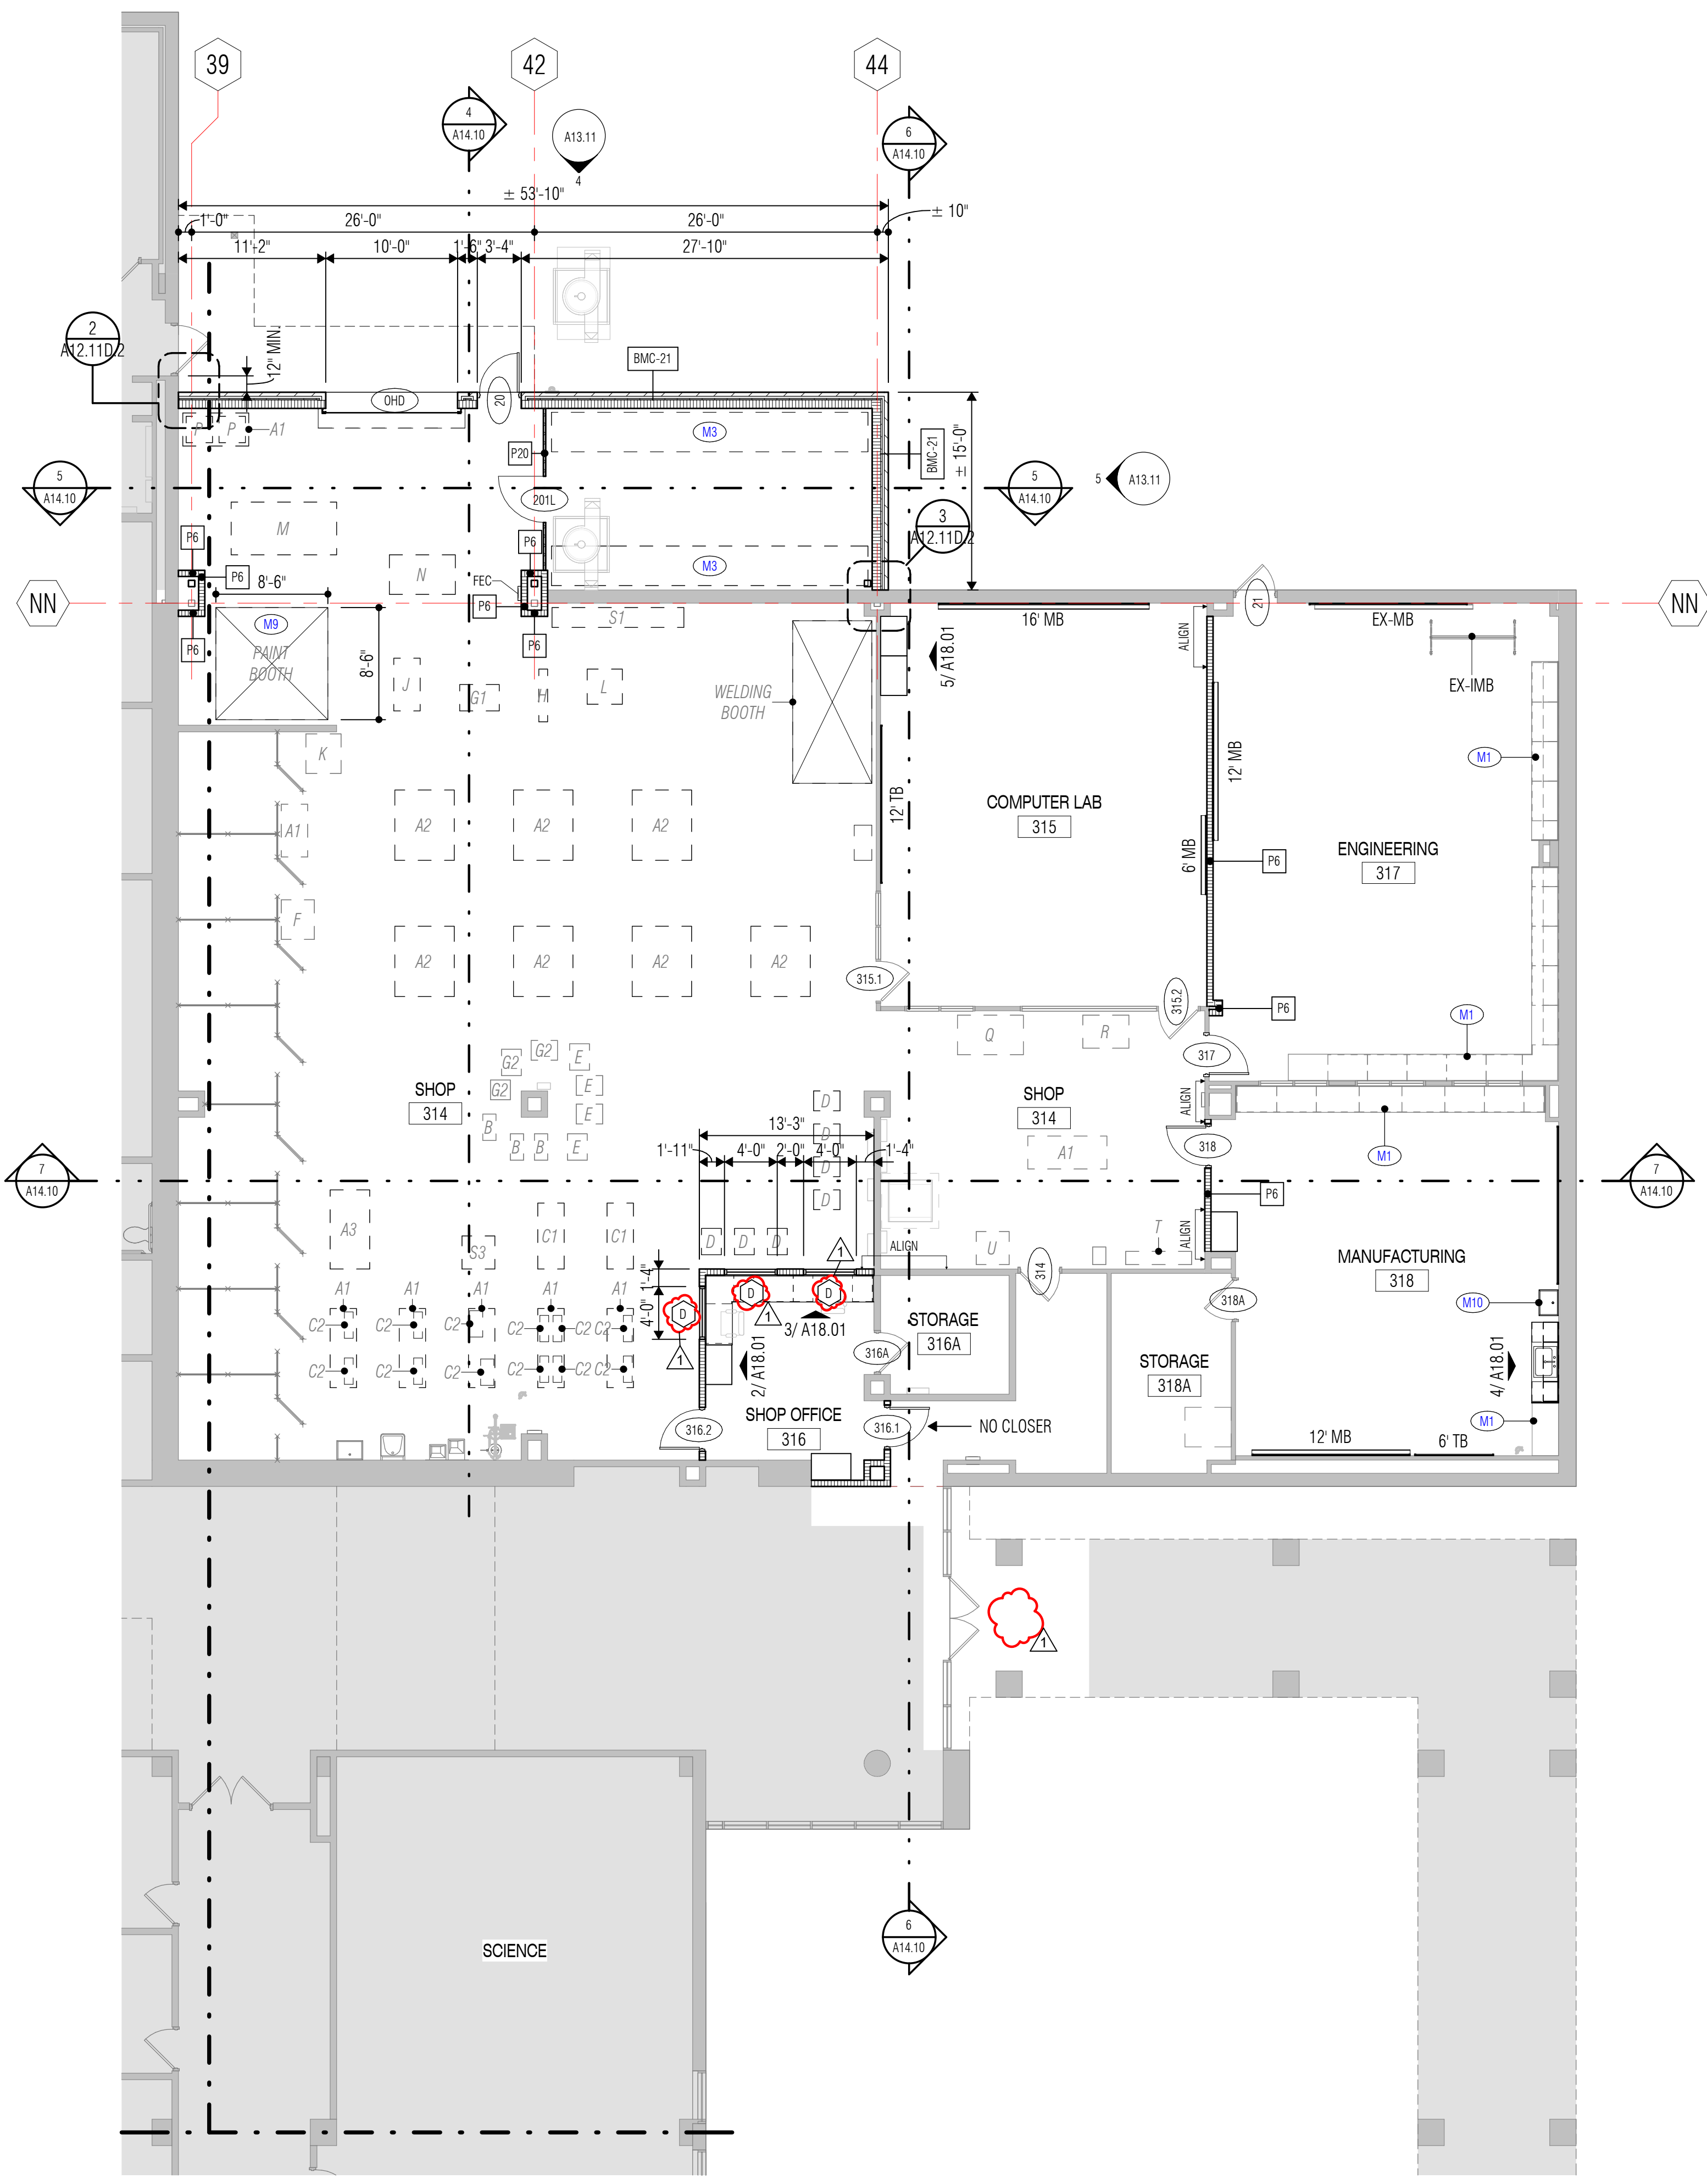 39
42
44
4
A14.10
A13.11
4
6
A14.10
± 53'-10"
1'-0"
26'-0"
26'-0"
± 10"
11'-2"
10'-0"
1'-6"
3'-4"
27'-10"
2
A12.11D.2
12" MIN.
BMC-21
OHD
20
P
P
A1
M3
P20
BMC-21
± 15'-0"
5
A14.10
201L
5
A14.10
5
A13.11
M
3
A12.11D.2
P6
P6
N
M3
P6
8'-6"
FEC
NN
P6
S1
16' MB
21
EX-MB
NN
M9
PAINT
BOOTH
P6
P6
8'-6"
ALIGN
5/ A18.01
EX-IMB
J
G1
H
L
WELDING
BOOTH
K
12' MB
M1
12' TB
COMPUTER LAB
315
A1
A2
A2
A2
6' MB
ENGINEERING
317
P6
F
A2
A2
A2
A2
315.1
315.2
P6
M1
Q
R
317
G2
G2
E
G2
E
SHOP
314
E
SHOP
314
ALIGN
D
B
13'-3"
D
B
B
E
1'-11"
4'-0"
2'-0"
4'-0"
1'-4"
318
A1
M1
D
7
A14.10
7
A14.10
P6
D
A3
C1
C1
S3
D
D
D
1
ALIGN
U
T
ALIGN
MANUFACTURING
318
314
1'-4"
4'-0"
A1
A1
A1
A1
A1
D
D
D
1
1
3/ A18.01
318A
M10
C2
C2
C2
C2
C2
C2
STORAGE
316A
316A
C2
C2
C2
C2
C2
C2
2/ A18.01
STORAGE
318A
4/ A18.01
SHOP OFFICE
316
316.2
316.1
NO CLOSER
M1
12' MB
6' TB
1
6
A14.10
SCIENCE